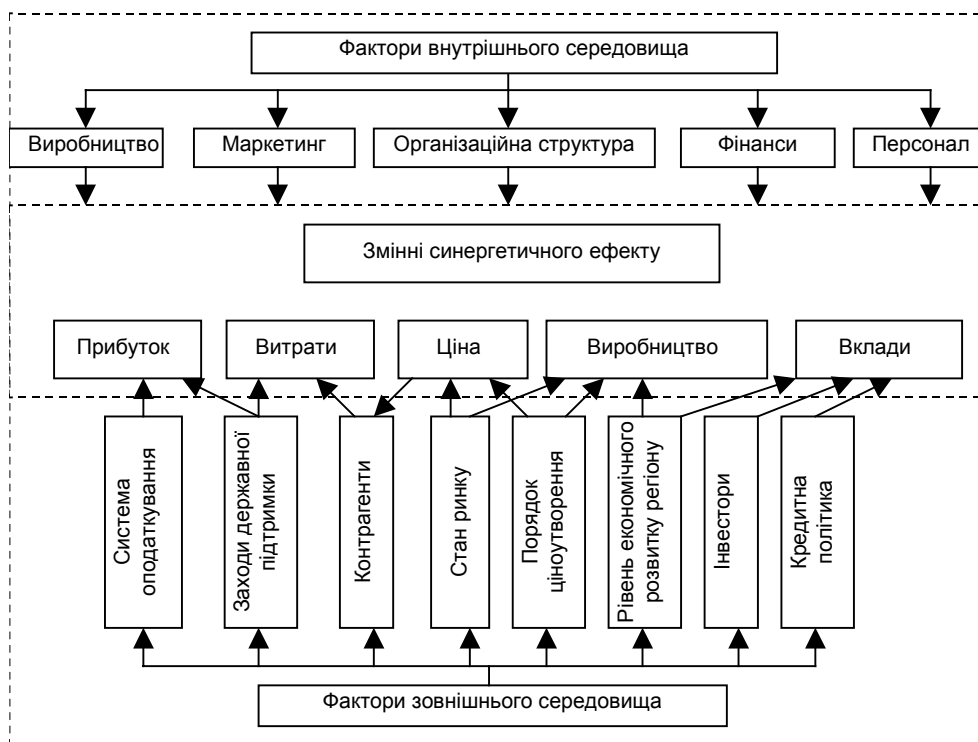 Фактори внутрішнього середовища
Виробництво
Маркетинг
Організаційна структура
Фінанси
Персонал
Змінні синергетичного ефекту
Прибуток
Витрати
Ціна
Виробництво
Вклади
Система
оподаткування
Заходи державної
підтримки
Контрагенти
Стан ринку
Порядок
ціноутворення
Рівень економічного
розвитку регіону
Інвестори
Кредитна
політика
Фактори зовнішнього середовища